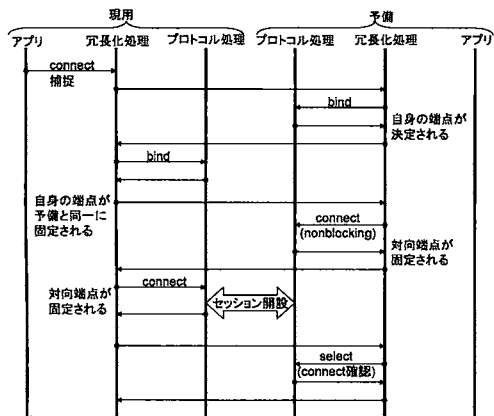 現用
予備
アプリ 冗長化処理 プロトコル処理 プロトコル処理 冗長化処理 アプリ
connect
捕捉
bind
自身の端点が
決定される
bind
自身の端点が
予備と同一に
固定される
connect
(nonblocking)
対向端点が
固定される
connect
対向端点が
固定される
セッション開設
select
(connect確認)